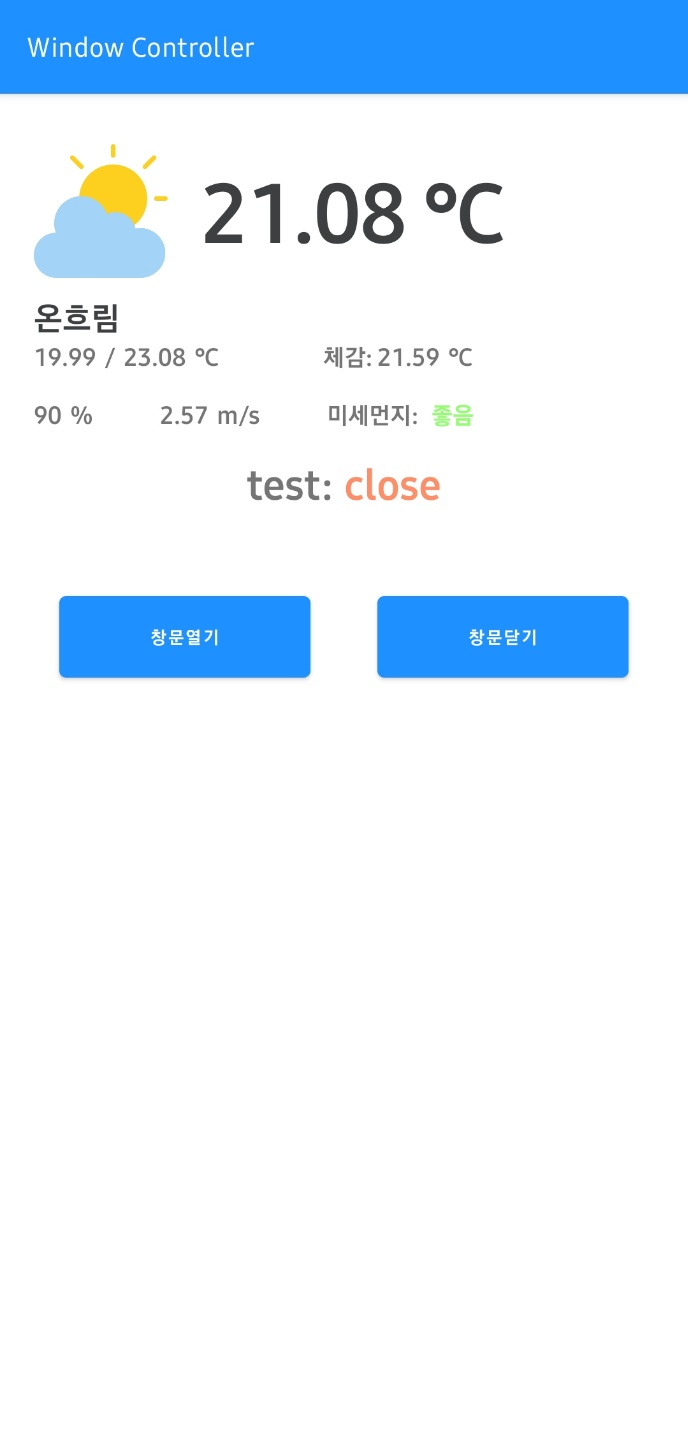 Window Controller
21.08 ℃
온흐림
19.99 / 23.08 ℃ 체감: 21.59 ℃
90 % 2.57 m/s 미세먼지: 좋음
test: close
창문열기 창문닫기